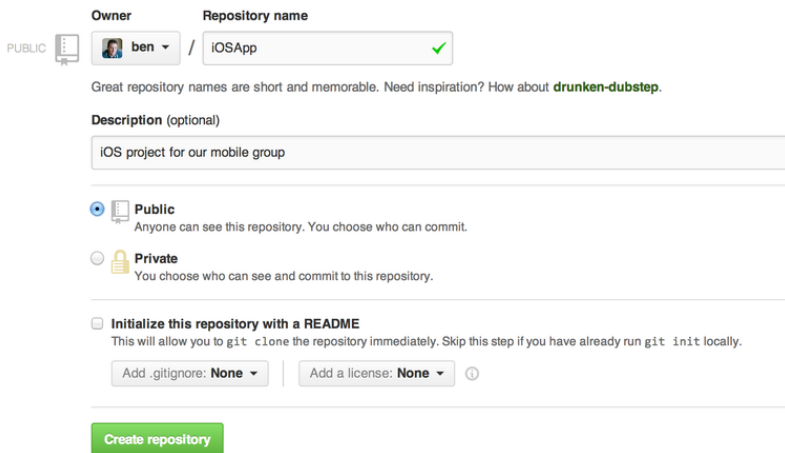 Owner Repository name
PUBLIC ben / iOSApp
Great repository names are short and memorable. Need inspiration? How about drunken-dubstep.
Description (optional)
iOS project for our mobile group
Public
Anyone can see this repository. You choose who can commit.
Private
You choose who can see and commit to this repository.
Initialize this repository with a README
This will allow you to git clone the repository immediately. Skip this step if you have already run git init locally.
Add .gitignore: None Add a license: None
Create repository